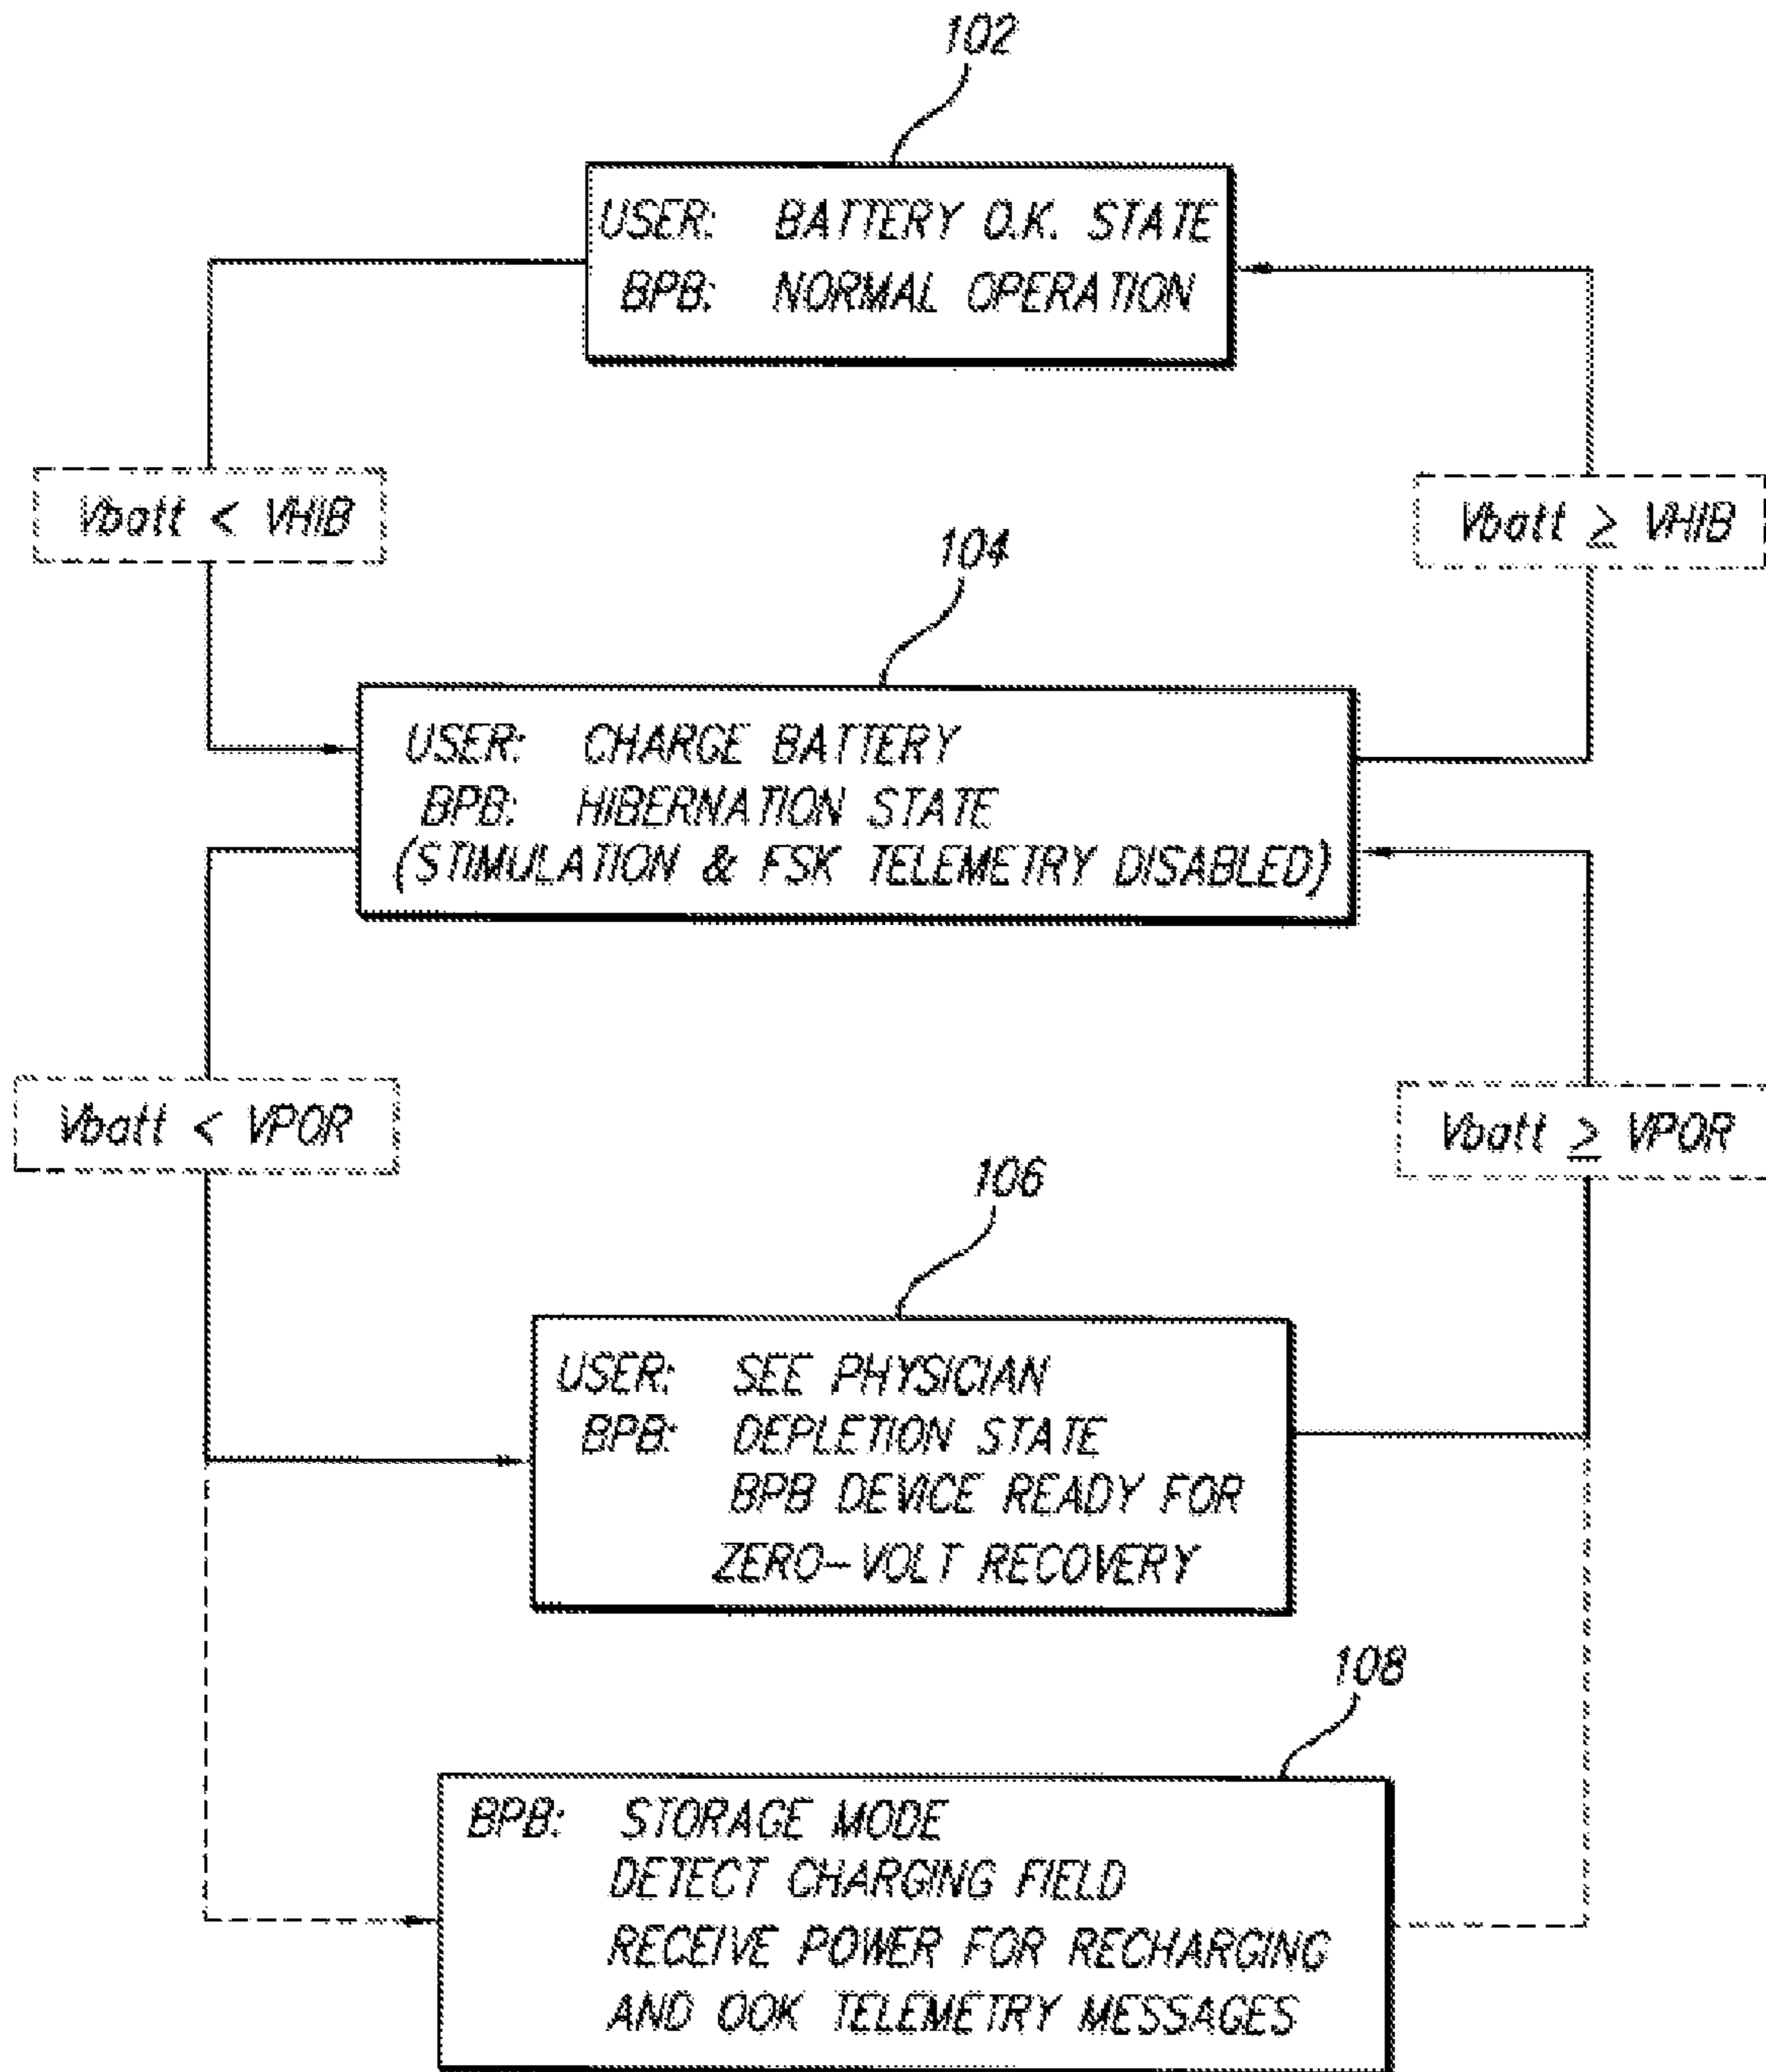 102
USER: BATTERY O.K. STATE
BPB: NORMAL OPERATION
Vbatt < VHIB
Vbatt ≥ VHIB
104
USER: CHARGE BATTERY
BPB: HIBERNATION STATE
(STIMULATION & FSK TELEMETRY DISABLED)
Vbatt < VPOR
Vbatt ≥ VPOR
106
USER: SEE PHYSICIAN
BPB: DEPLETION STATE
BPB DEVICE READY FOR
ZERO-VOLT RECOVERY
108
BPB: STORAGE MODE
DETECT CHARGING FIELD
RECEIVE POWER FOR RECHARGING
AND OOK TELEMETRY MESSAGES